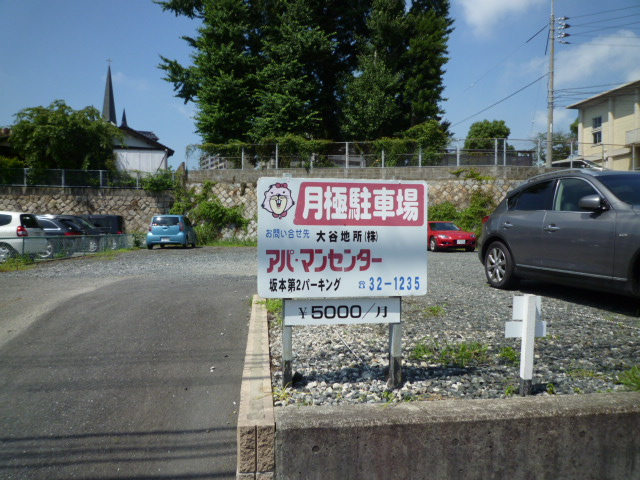 月極駐車場
お問い合せ先 大谷地所(株)
アパ・マンセンター
坂本第2パーキング ☎32-1235
¥5000/月